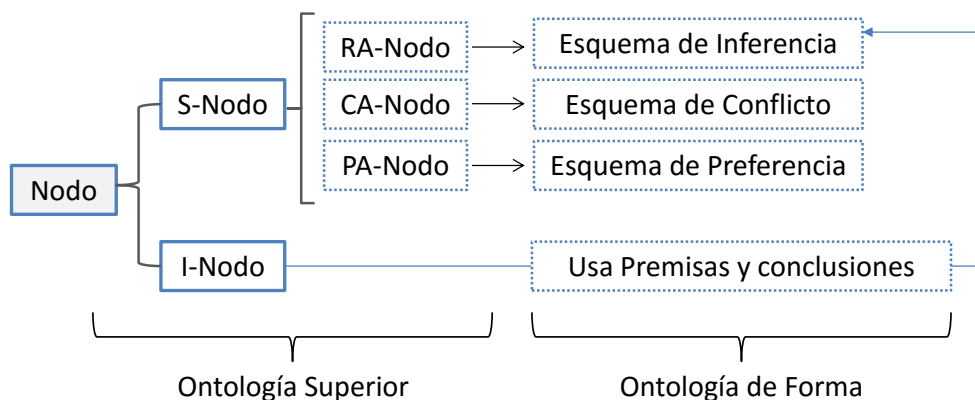 RA-Nodo
Esquema de Inferencia
S-Nodo
CA-Nodo
Esquema de Conflicto
PA-Nodo
Esquema de Preferencia
Nodo
I-Nodo
Usa Premisas y conclusiones
Ontología Superior
Ontología de Forma